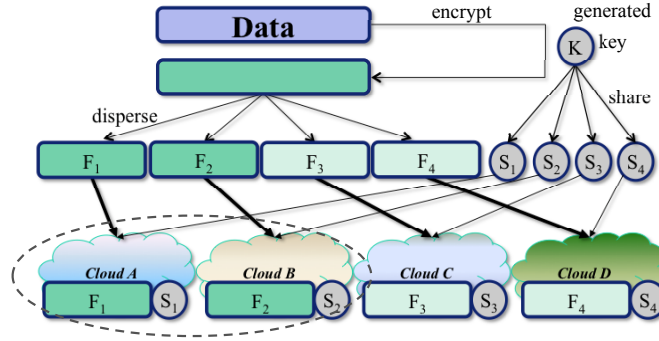 Data
encrypt
generated
K
key
disperse
share
F1
F2
F3
F4
S1
S2
S3
S4
Cloud A
Cloud B
Cloud C
Cloud D
F1
S1
F2
S2
F3
S3
F4
S4